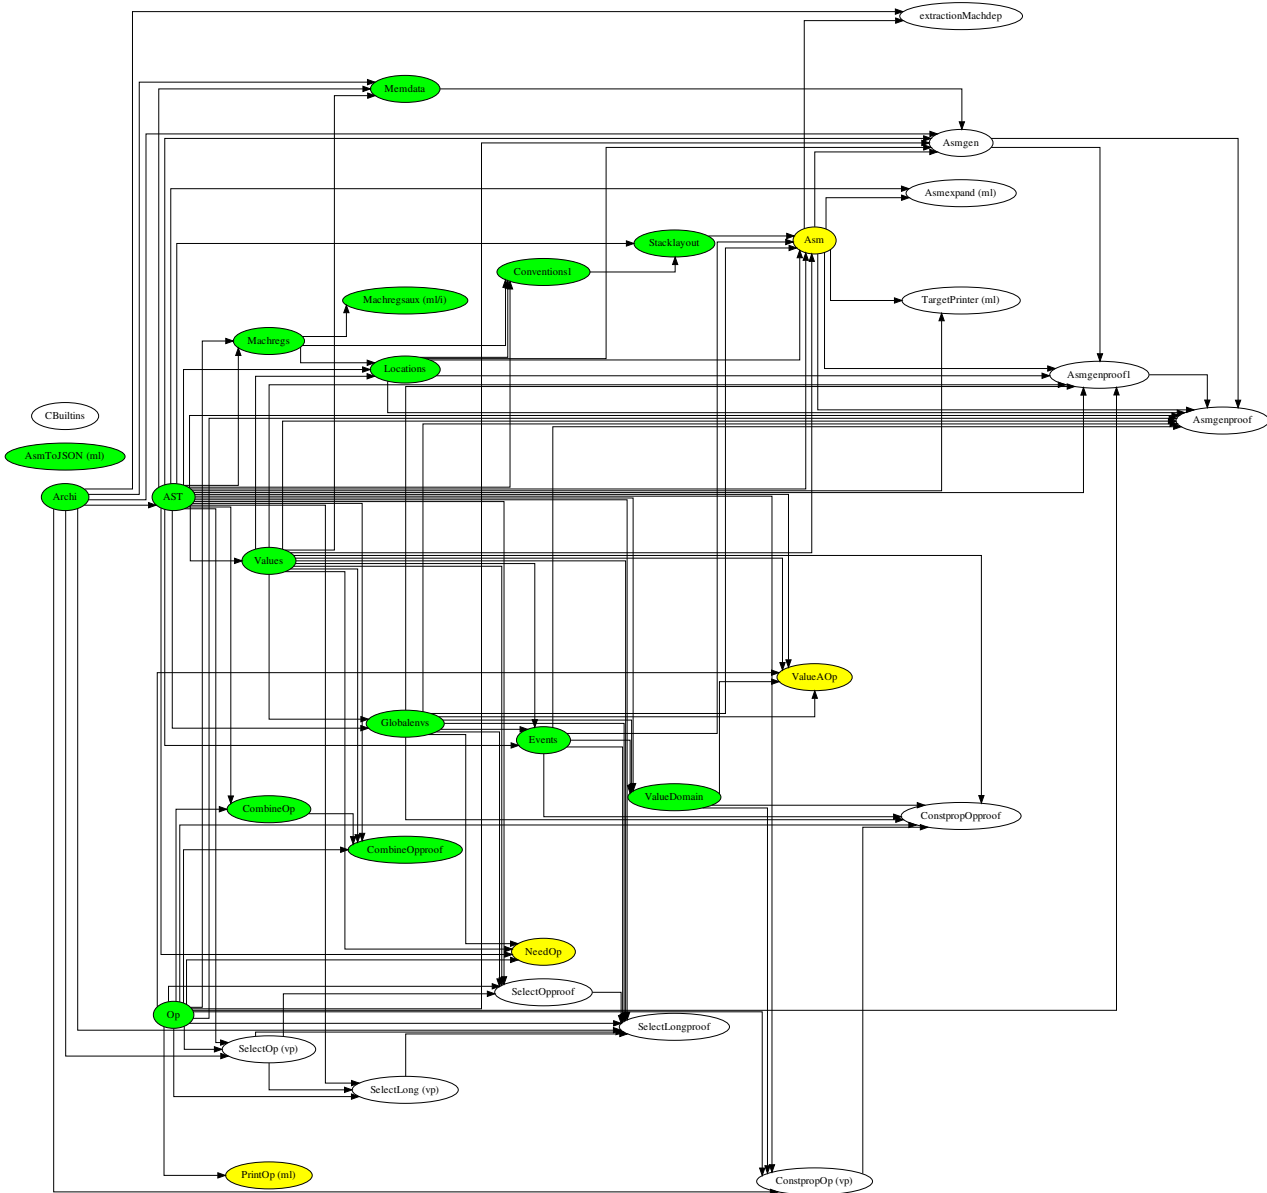 extractionMachdep
Memdata
Asmgen
Asmexpand (ml)
Stacklayout
Asm
Conventions1
Machregsaux (ml/i)
TargetPrinter (ml)
Machregs
Locations
Asmgenproof1
CBuiltins
Asmgenproof
AsmToJSON (ml)
Archi
AST
Values
ValueAOp
Globalenvs
Events
ValueDomain
CombineOp
ConstpropOpproof
CombineOpproof
NeedOp
SelectOpproof
Op
SelectLongproof
SelectOp (vp)
SelectLong (vp)
PrintOp (ml)
ConstpropOp (vp)